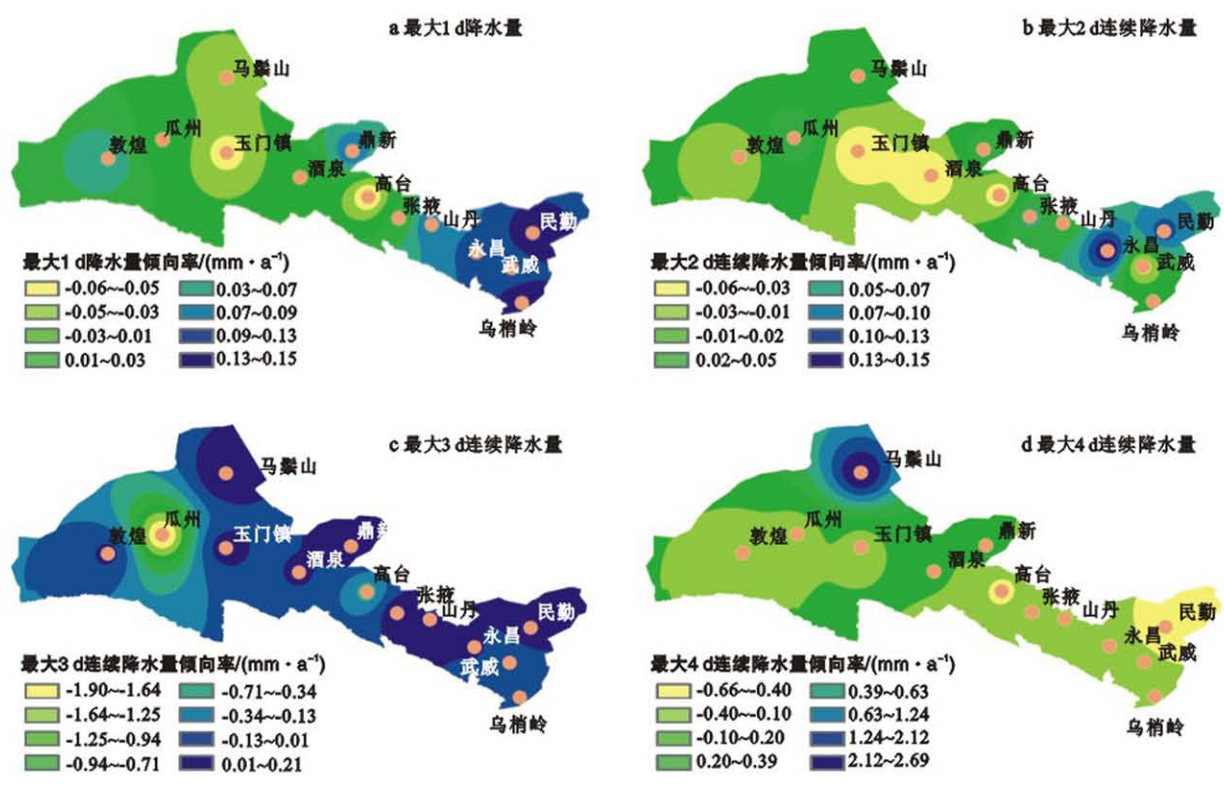 a 最大1 d降水量
马鬃山
瓜州
敦煌
玉门镇
鼎新
酒泉
高台
张掖
山丹
民勤
永昌
武威
乌梢岭
最大1 d降水量倾向率/(mm · a⁻¹)
-0.06~-0.05
0.03~0.07
-0.05~-0.03
0.07~0.09
-0.03~0.01
0.09~0.13
0.01~0.03
0.13~0.15
b 最大2 d连续降水量
马鬃山
瓜州
敦煌
玉门镇
鼎新
酒泉
高台
张掖
山丹
民勤
永昌
武威
乌梢岭
最大2 d连续降水量倾向率/(mm · a⁻¹)
-0.06~-0.03
0.05~0.07
-0.03~-0.01
0.07~0.10
-0.01~0.02
0.10~0.13
0.02~0.05
0.13~0.15
c 最大3 d连续降水量
马鬃山
瓜州
敦煌
玉门镇
鼎新
酒泉
高台
张掖
山丹
民勤
永昌
武威
乌梢岭
最大3 d连续降水量倾向率/(mm · a⁻¹)
-1.90~-1.64
-0.71~-0.34
-1.64~-1.25
-0.34~-0.13
-1.25~-0.94
-0.13~0.01
-0.94~-0.71
0.01~0.21
d 最大4 d连续降水量
马鬃山
瓜州
敦煌
玉门镇
鼎新
酒泉
高台
张掖
山丹
民勤
永昌
武威
乌梢岭
最大4 d连续降水量倾向率/(mm · a⁻¹)
-0.66~-0.40
0.39~0.63
-0.40~-0.10
0.63~1.24
-0.10~0.20
1.24~2.12
0.20~0.39
2.12~2.69